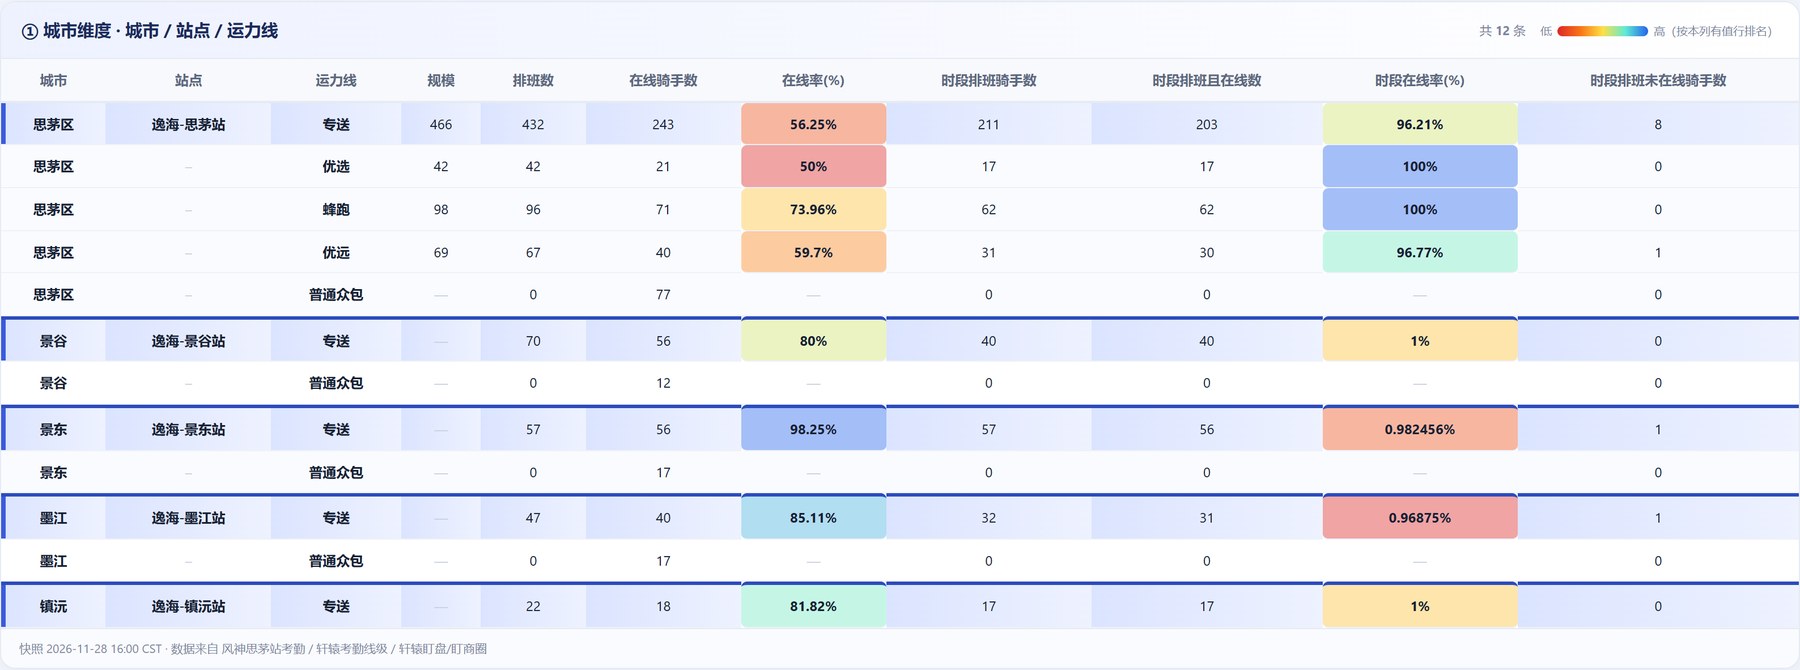 ① 城市维度 · 城市 / 站点 / 运力线
共 12 条 低 高 (按本列有值行排名)
城市 站点 运力线 规模 排班数 在线骑手数 在线率(%) 时段排班骑手数 时段排班且在线数 时段在线率(%) 时段排班未在线骑手数
思茅区 逸海-思茅站 专送 466 432 243 56.25% 211 203 96.21% 8
思茅区 – 优选 42 42 21 50% 17 17 100% 0
思茅区 – 蜂跑 98 96 71 73.96% 62 62 100% 0
思茅区 – 优远 69 67 40 59.7% 31 30 96.77% 1
思茅区 – 普通众包 — 0 77 — 0 0 — 0
景谷 逸海-景谷站 专送 — 70 56 80% 40 40 1% 0
景谷 – 普通众包 — 0 12 — 0 0 — 0
景东 逸海-景东站 专送 — 57 56 98.25% 57 56 0.982456% 1
景东 – 普通众包 — 0 17 — 0 0 — 0
墨江 逸海-墨江站 专送 — 47 40 85.11% 32 31 0.96875% 1
墨江 – 普通众包 — 0 17 — 0 0 — 0
镇沅 逸海-镇沅站 专送 — 22 18 81.82% 17 17 1% 0
快照 2026-11-28 16:00 CST · 数据来自 风神思茅站考勤 / 轩辕考勤线级 / 轩辕盯盘/盯商圈